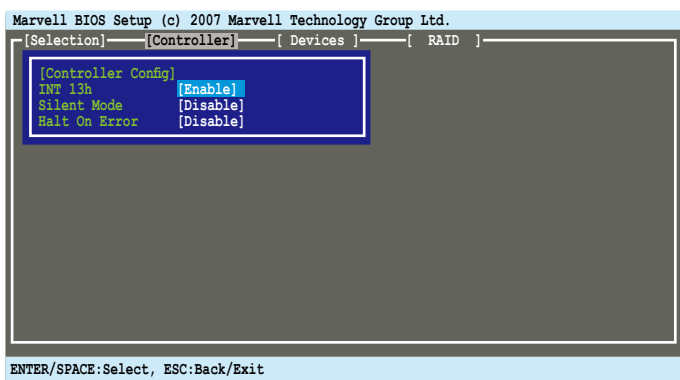 Marvell BIOS Setup (c) 2007 Marvell Technology Group Ltd.
[Selection] [Controller] [ Devices ] [ RAID ]
[Controller Config]
INT 13h [Enable]
Silent Mode [Disable]
Halt On Error [Disable]
ENTER/SPACE:Select, ESC:Back/Exit